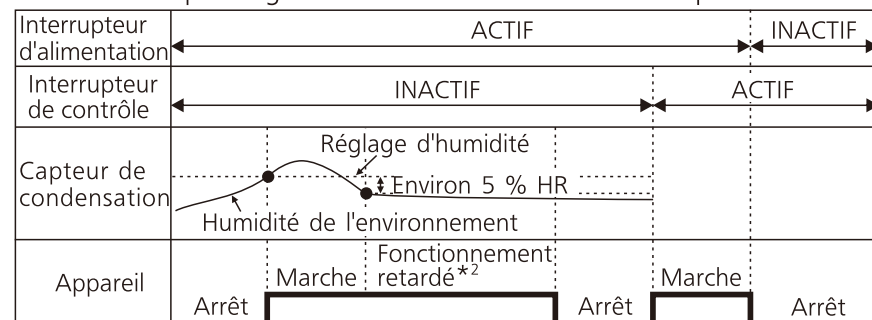 Interrupteur
d'alimentation
ACTIF
INACTIF
Interrupteur
de contrôle
INACTIF
ACTIF
Capteur de
condensation
Réglage d'humidité
Environ 5 % HR
Humidité de l'environnement
Appareil
Arrêt
Marche
Fonctionnement
retardé*2
Arrêt
Marche
Arrêt